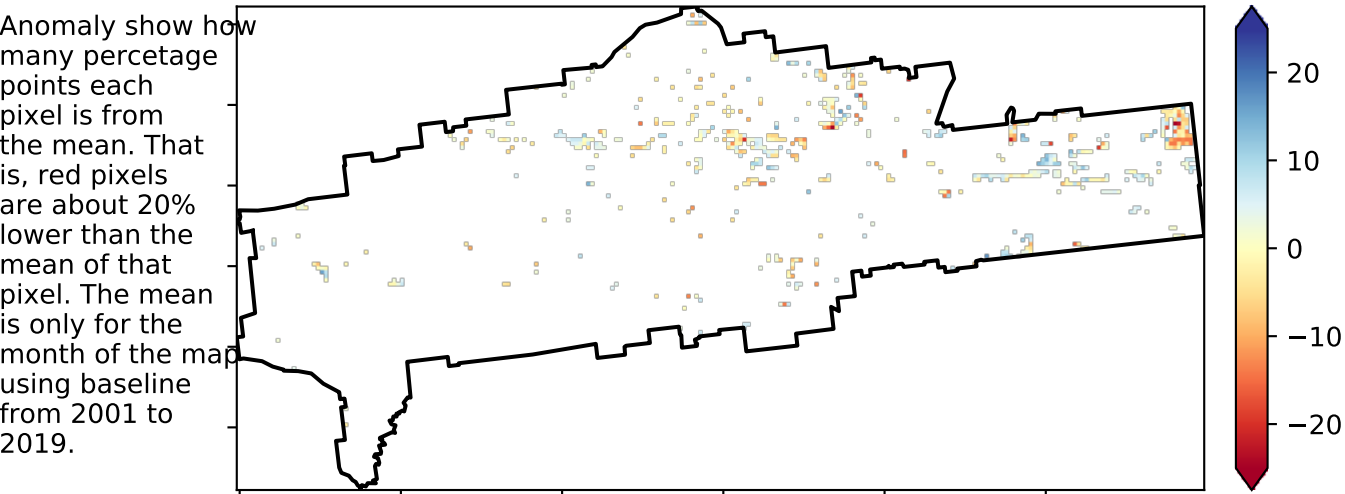 Anomaly show how
many percetage
points each
pixel is from
the mean. That
is, red pixels
are about 20%
lower than the
mean of that
pixel. The mean
is only for the
month of the map
using baseline
from 2001 to
2019.
20
10
0
−10
−20